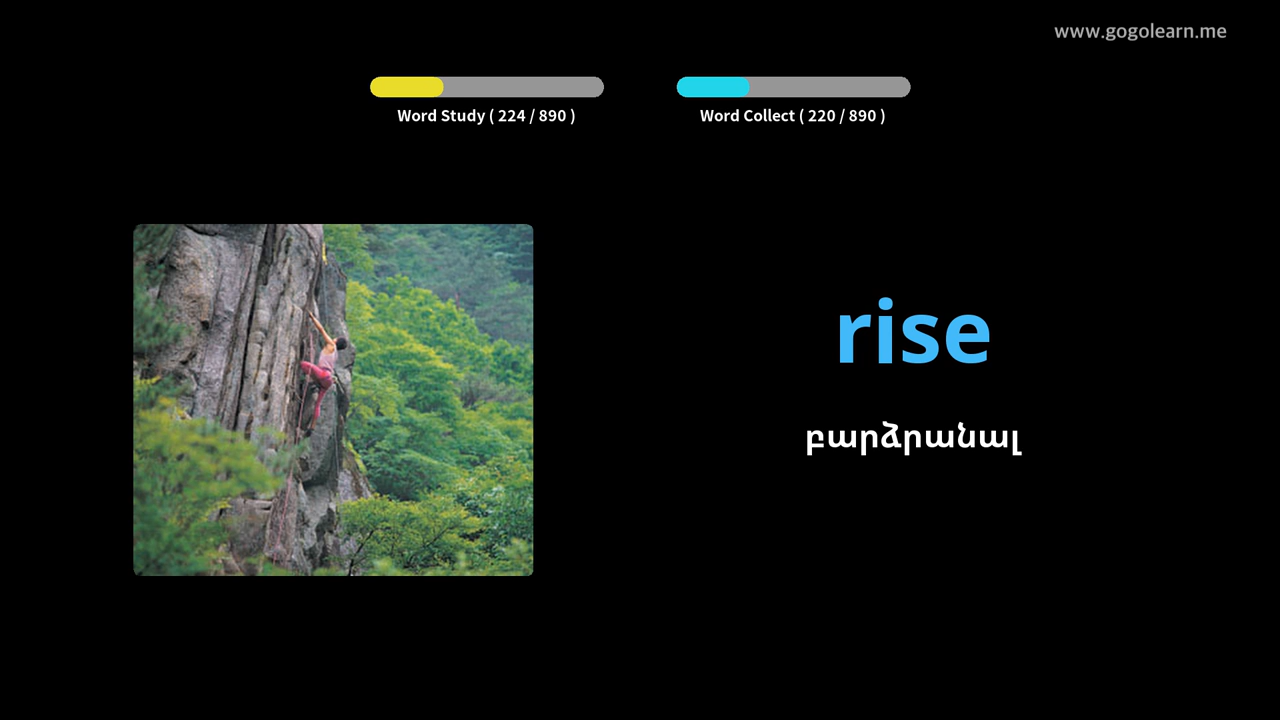 www.gogolearn.me
Word Study ( 224 / 890 )
Word Collect ( 220 / 890 )
rise
բարձրանալ